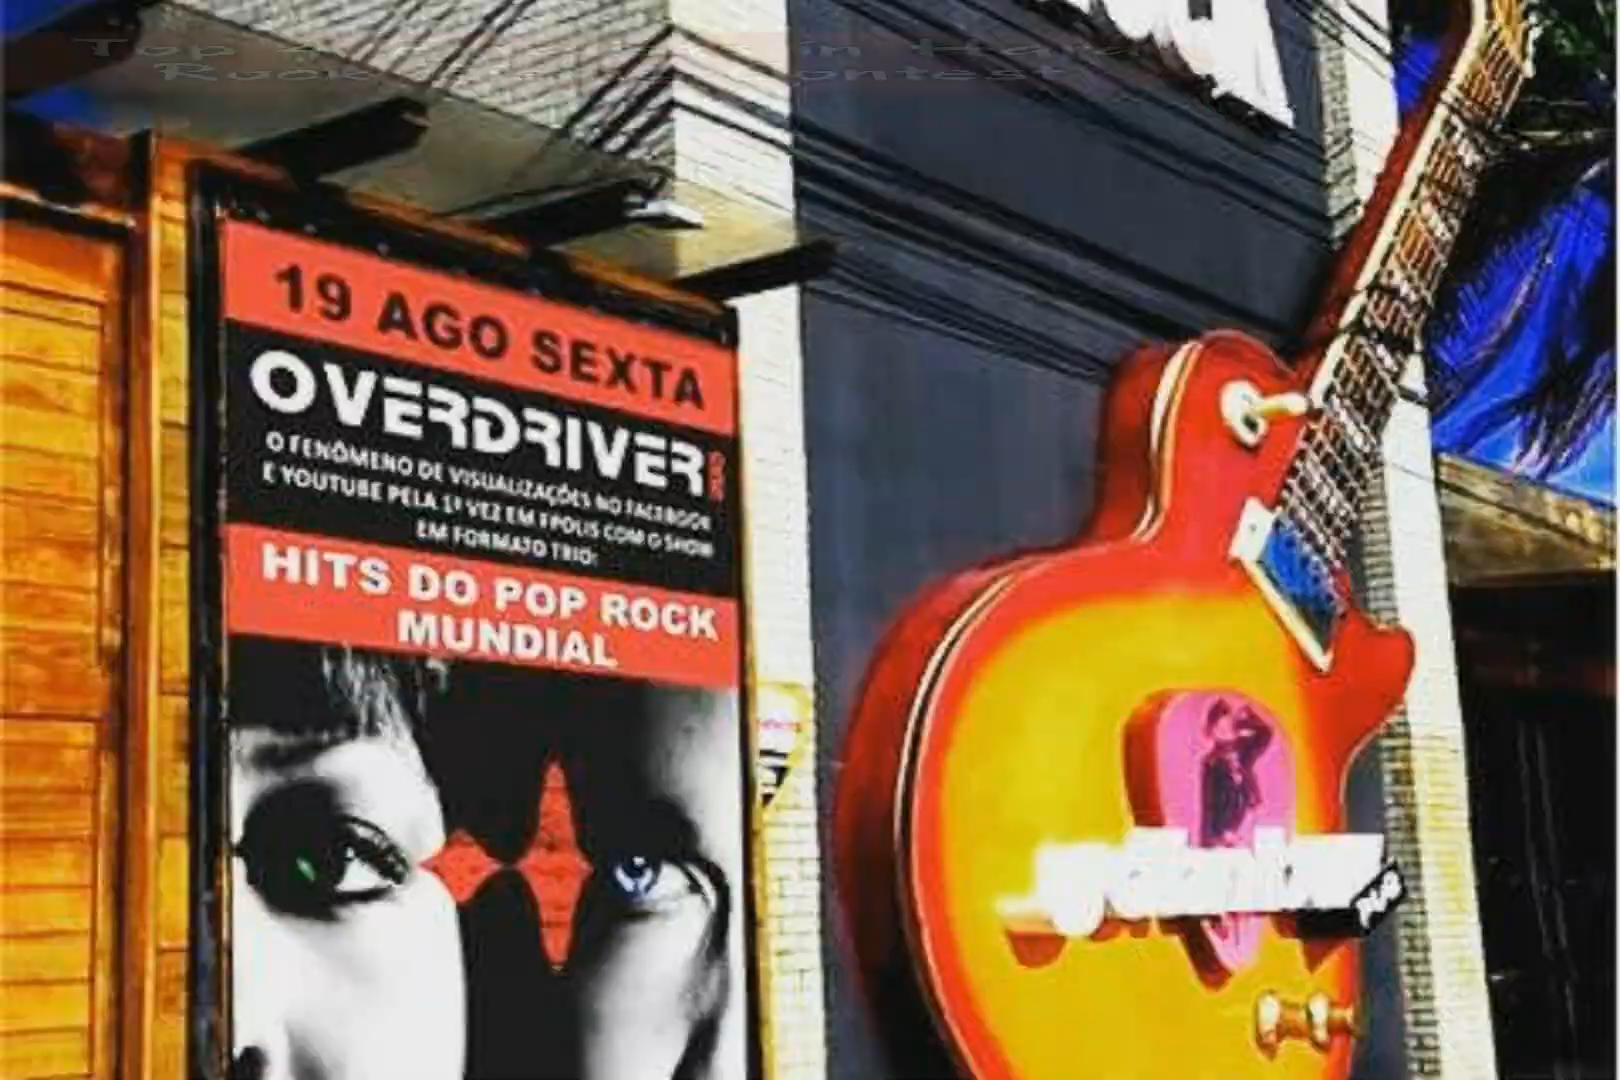 19 AGO SEXTA
OVERDRIVER
DUO
O FENÔMENO DE VISUALIZAÇÕES NO FACEBOOK
E YOUTUBE PELA 1ª VEZ EM FPOLIS COM O SHOW
EM FORMATO TRIO:
HITS DO POP ROCK
MUNDIAL